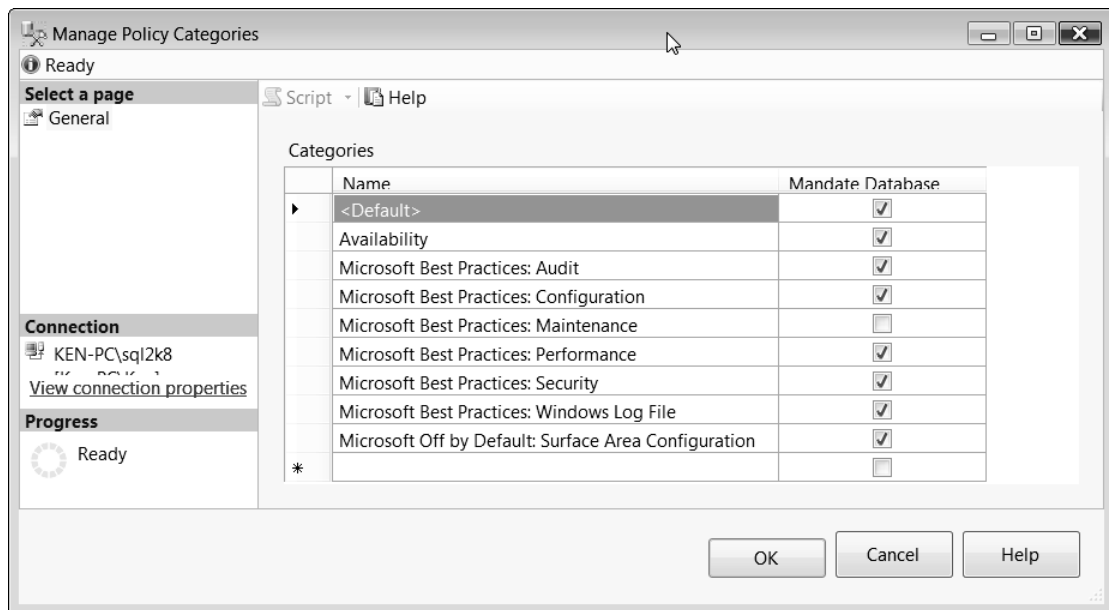 Manage Policy Categories
Ready
Select a page
General
Script Help
Categories
Name Mandate Database
<Default>
Availability
Microsoft Best Practices: Audit
Microsoft Best Practices: Configuration
Microsoft Best Practices: Maintenance
Microsoft Best Practices: Performance
Microsoft Best Practices: Security
Microsoft Best Practices: Windows Log File
Microsoft Off by Default: Surface Area Configuration
*
Connection
KEN-PC\sql2k8
View connection properties
Progress
Ready
OK Cancel Help